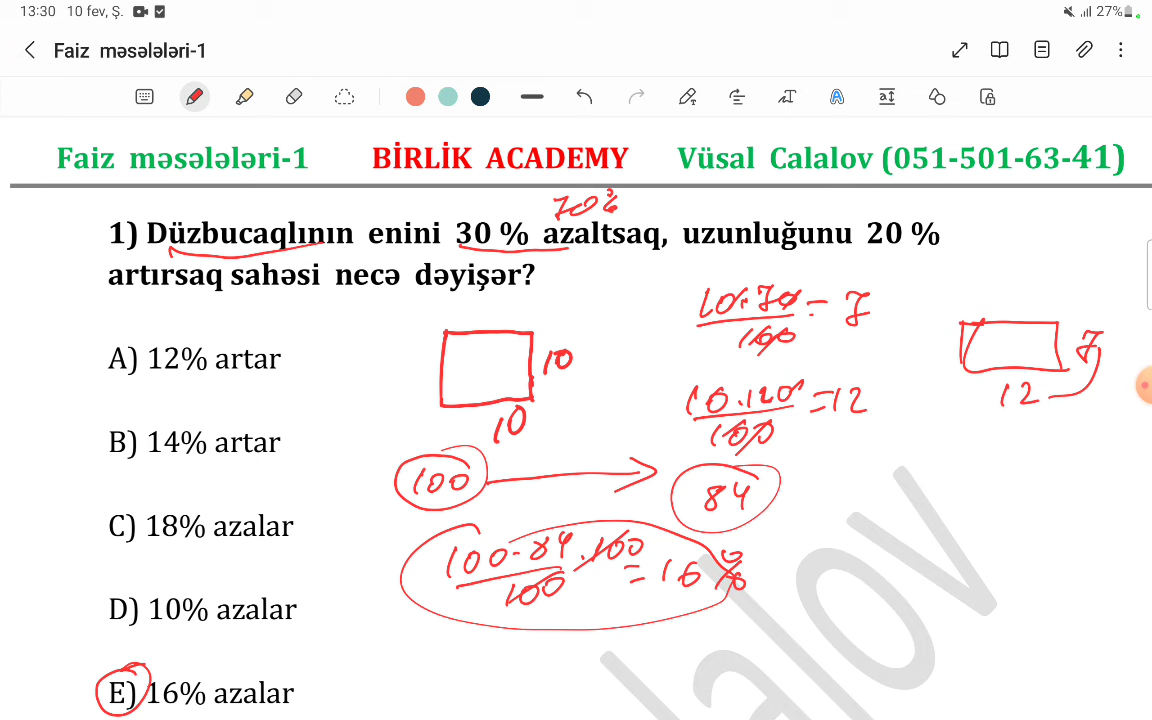 13:30 10 fev, Ş. 27%
Faiz məsələləri-1
Faiz məsələləri-1 BİRLİK ACADEMY Vüsal Calalov (051-501-63-41)
70%
1) Düzbucaqlının enini 30 % azaltsaq, uzunluğunu 20 %
artırsaq sahəsi necə dəyişər?
10·70/100 = 7
A) 12% artar
10
7
10·120/100 = 12
12
10
B) 14% artar
100 → 84
C) 18% azalar
100-84/100 · 100 = 16%
D) 10% azalar
E) 16% azalar
alov